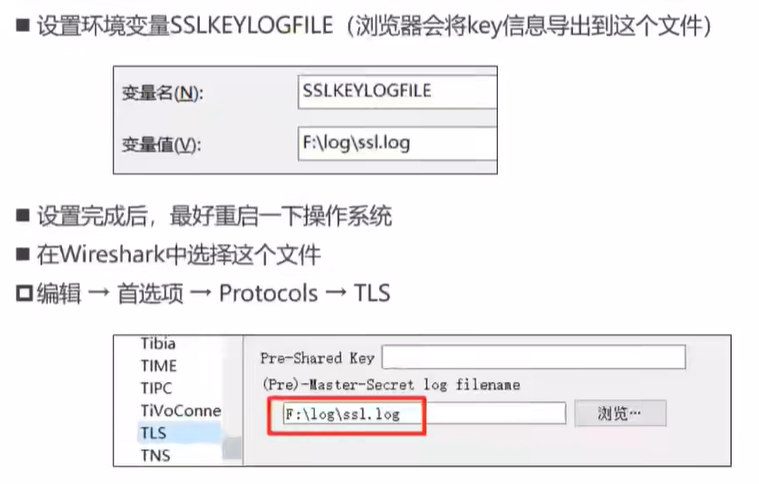 ■ 设置环境变量SSLKEYLOGFILE（浏览器会将key信息导出到这个文件）
变量名(N): SSLKEYLOGFILE
变量值(V): F:\log\ssl.log
■ 设置完成后，最好重启一下操作系统
■ 在Wireshark中选择这个文件
编辑 → 首选项 → Protocols → TLS
Tibia
TIME
TIPC
TiVoConne
TLS
TNS
Pre-Shared Key
(Pre)-Master-Secret log filename
F:\log\ssl.log 浏览…